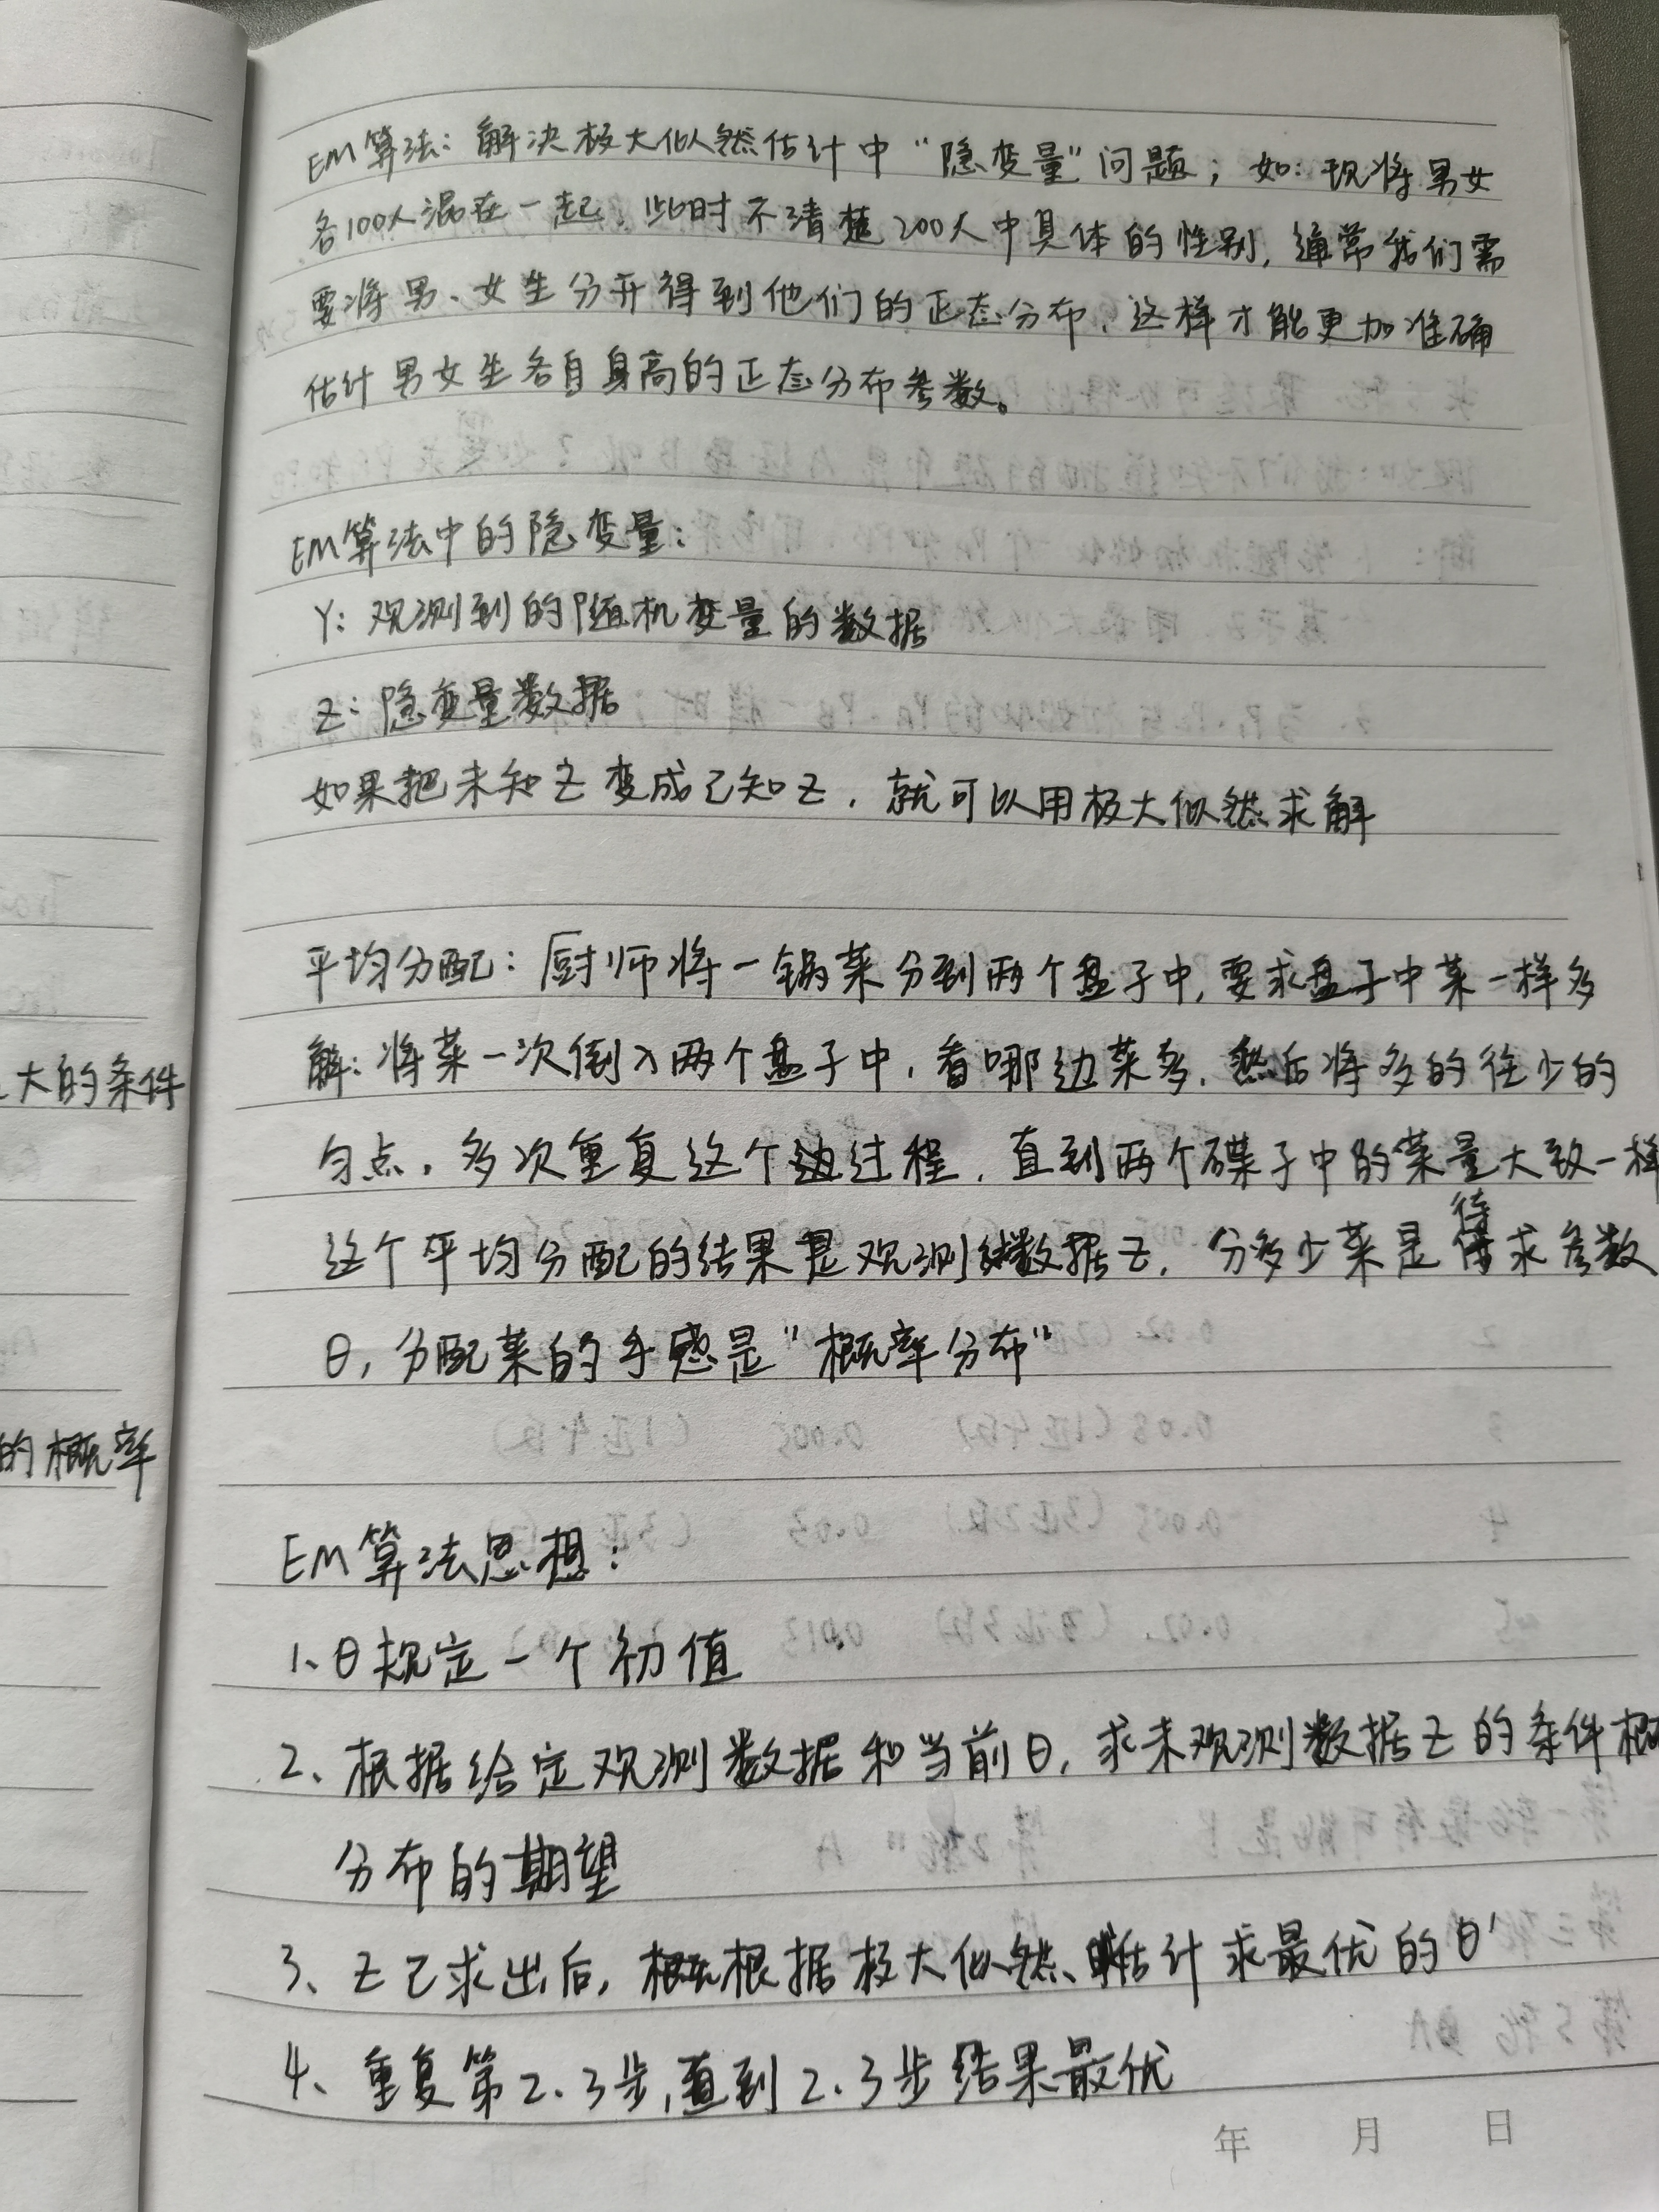 EM算法：解决极大似然估计中“隐变量”问题；如：现将男女
各100人混在一起，此时不清楚200人中具体的性别，通常我们需
要将男、女生分开得到他们的正态分布，这样才能更加准确
估计男女生各自身高的正态分布参数。
EM算法中的隐变量：
Y：观测到的随机变量的数据
Z：隐变量数据
如果把未知Z变成已知Z，就可以用极大似然求解
平均分配：厨师将一锅菜分到两个盘子中，要求盘子中菜一样多
解：将菜一次倒入两个盘子中，看哪边菜多，然后将多的往少的
大的条件
匀点，多次重复这个过程，直到两个碟子中的菜量大致一样
这个平均分配的结果是观测数据Z，分多少菜是待求参数
θ，分配菜的手感是“概率分布”
的概率
EM算法思想：
1、θ规定一个初值
2、根据给定观测数据和当前θ，求未观测数据Z的条件概
分布的期望
3、Z已求出后，根据极大似然估计求最优的θ'
4、重复第2、3步，直到2、3步结果最优
年 月 日